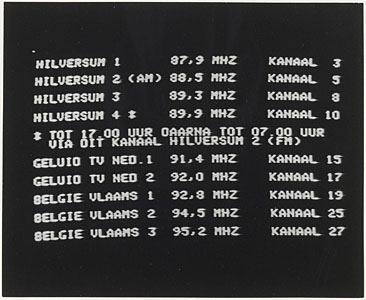 HILVERSUM 1 87,9 MHZ KANAAL 3
HILVERSUM 2 (AM) 88,5 MHZ KANAAL 5
HILVERSUM 3 89,3 MHZ KANAAL 8
HILVERSUM 4 * 89,9 MHZ KANAAL 10
* TOT 17.00 UUR DAARNA TOT 07.00 UUR
VIA DIT KANAAL HILVERSUM 2 (FM)
GELUID TV NED.1 91,4 MHZ KANAAL 15
GELUID TV NED 2 92,0 MHZ KANAAL 17
BELGIE VLAAMS 1 92,8 MHZ KANAAL 19
BELGIE VLAAMS 2 94,5 MHZ KANAAL 25
BELGIE VLAAMS 3 95,2 MHZ KANAAL 27